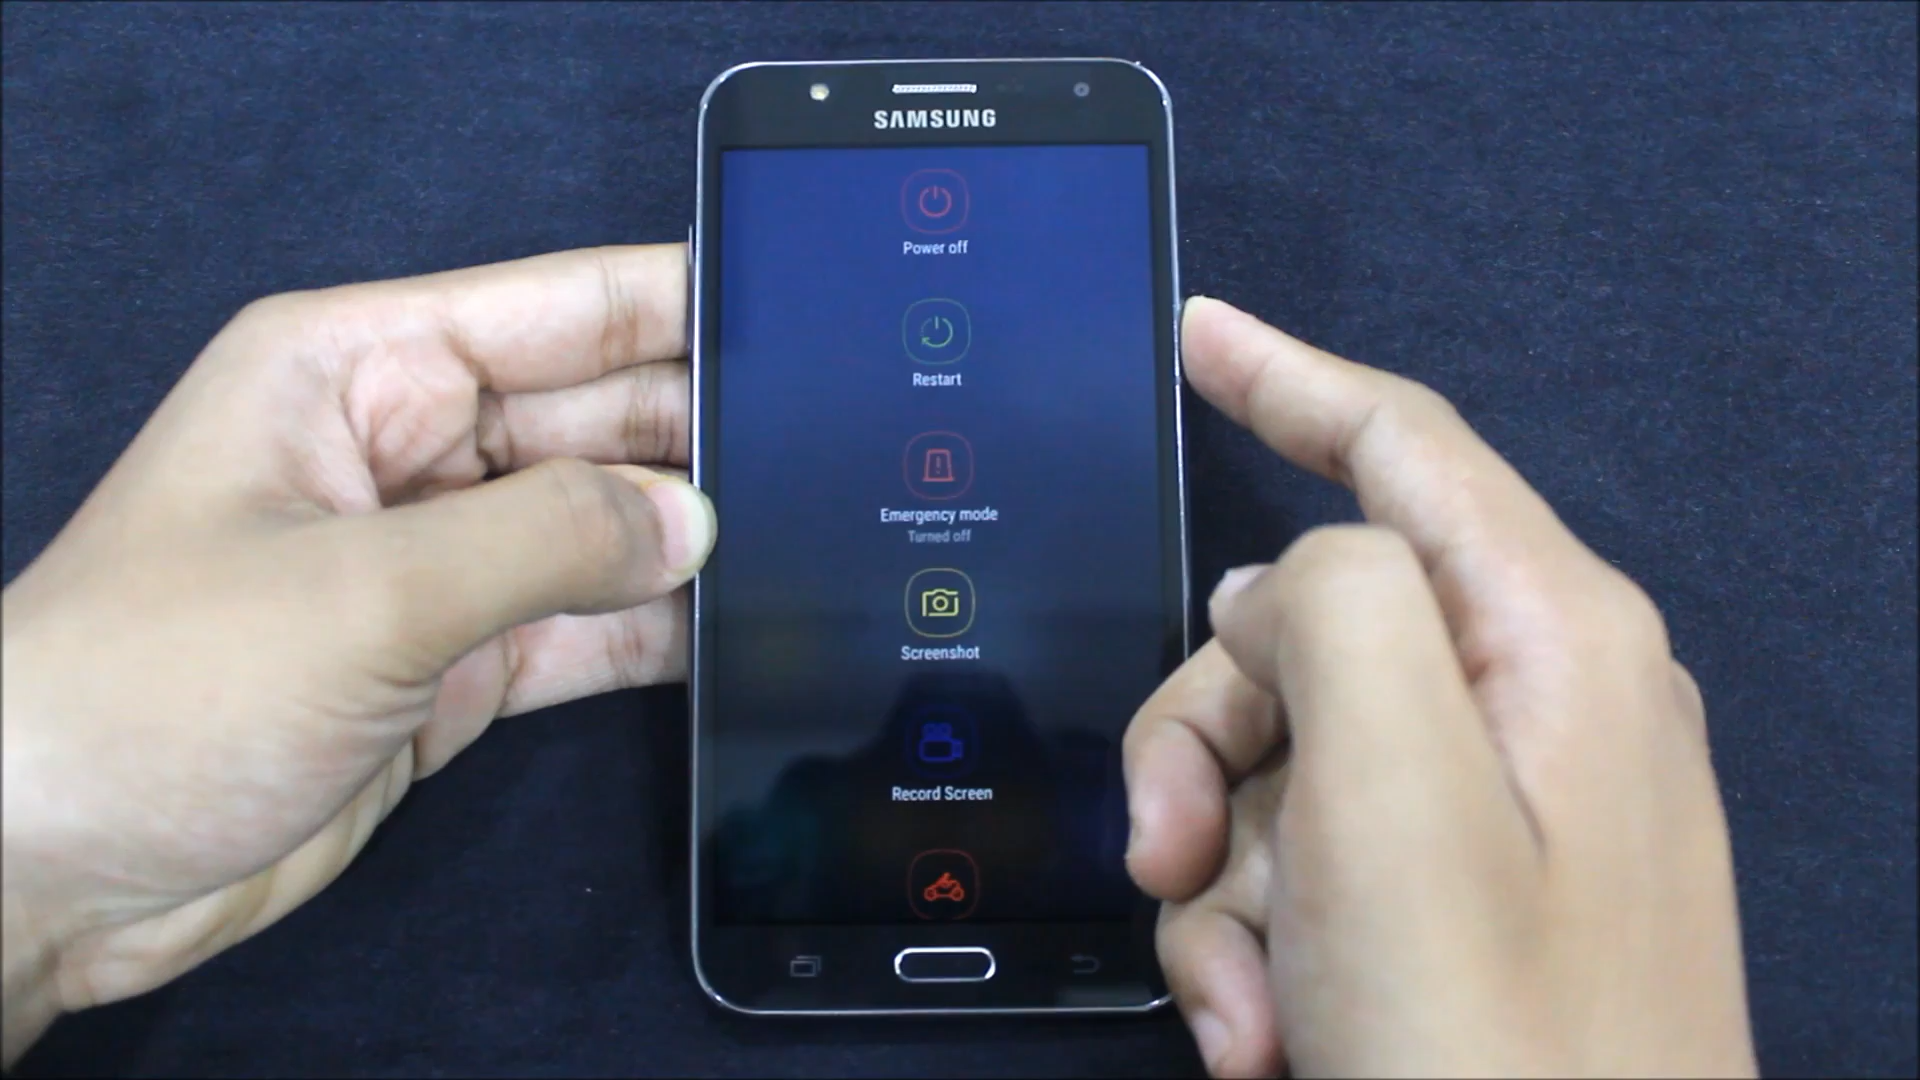 SAMSUNG
Power off
Restart
Emergency mode
Turned off
Screenshot
Record Screen